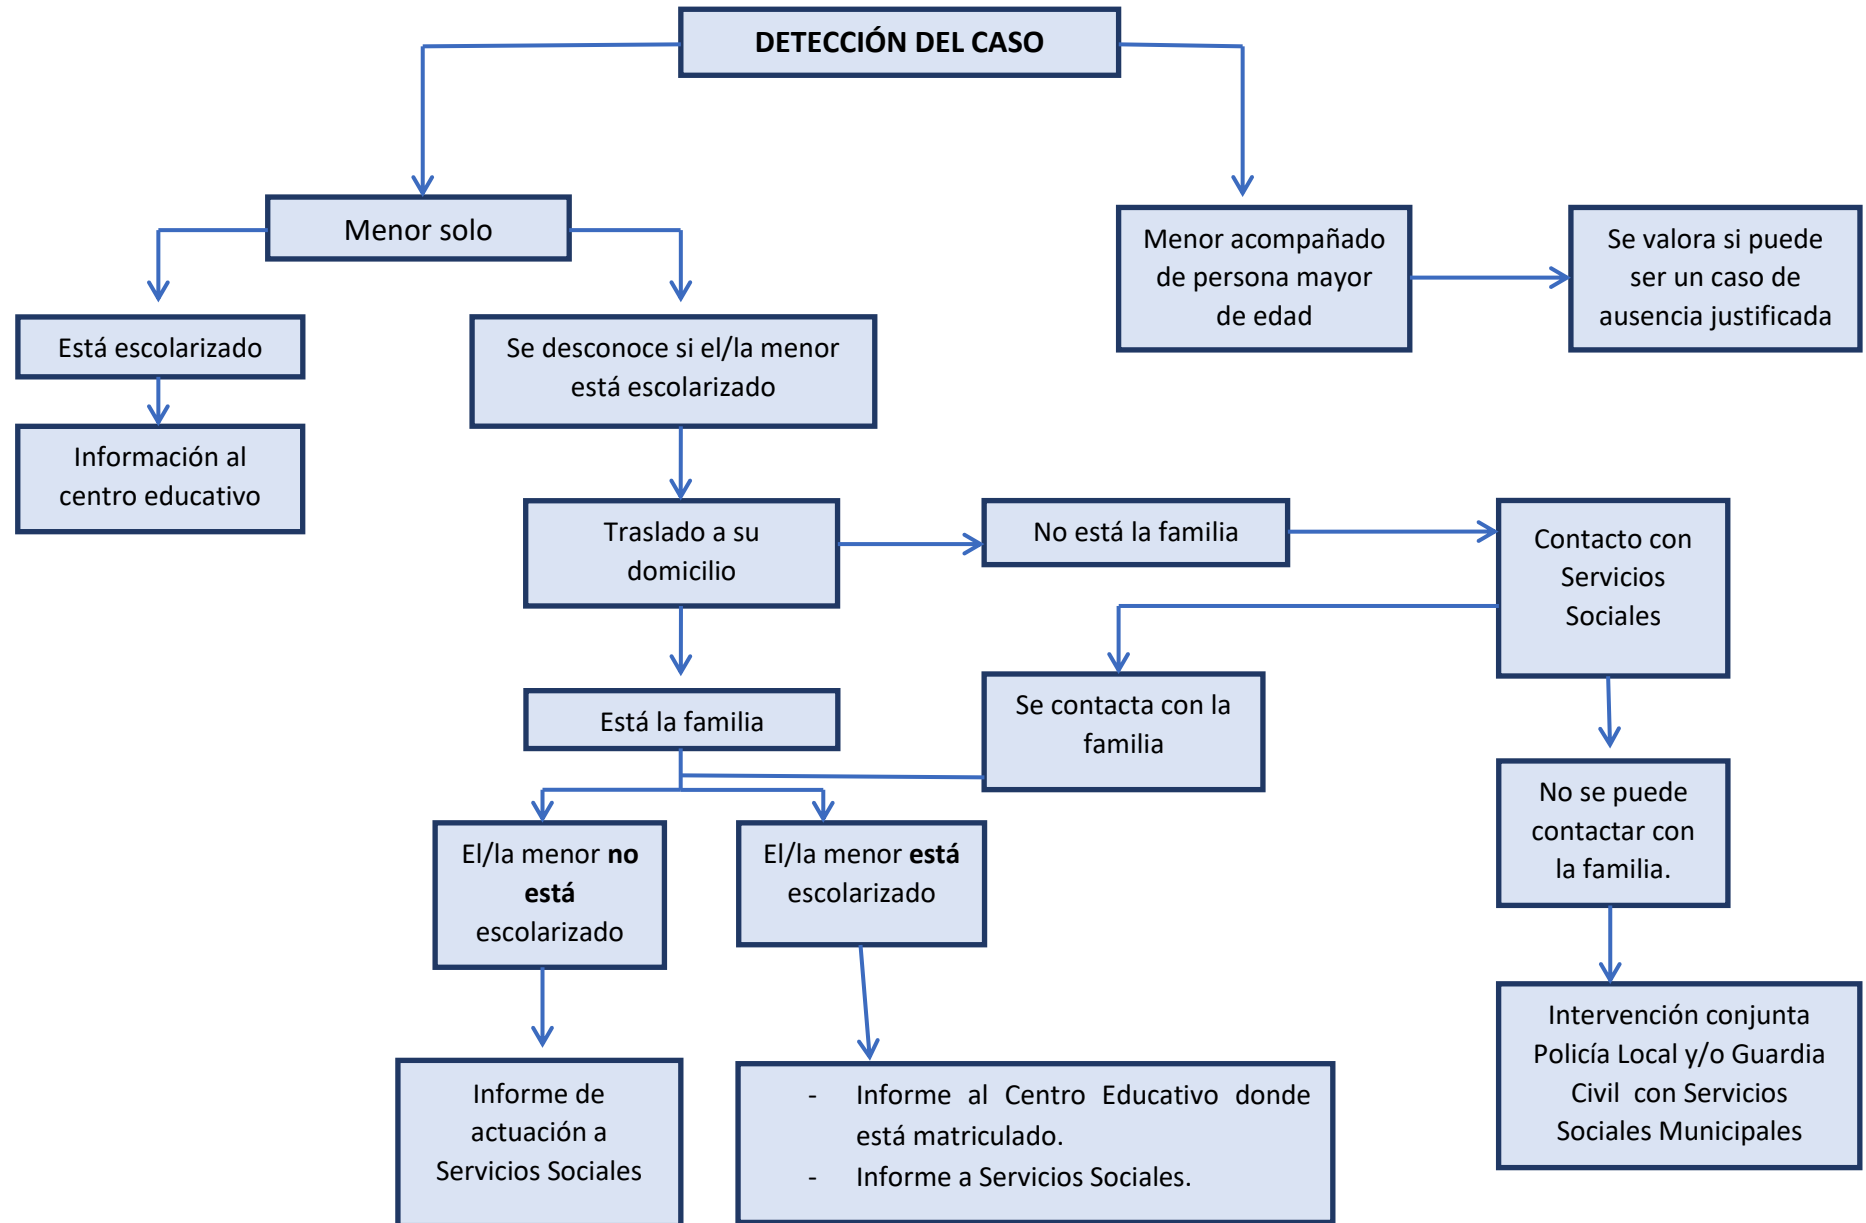 DETECCIÓN DEL CASO
Menor solo
Menor acompañado
de persona mayor
de edad
Se valora si puede
ser un caso de
ausencia justificada
Está escolarizado
Se desconoce si el/la menor
está escolarizado
Información al
centro educativo
Traslado a su
domicilio
No está la familia
Contacto con
Servicios
Sociales
Está la familia
Se contacta con la
familia
No se puede
contactar con
la familia.
El/la menor no
está
escolarizado
El/la menor está
escolarizado
Informe de
actuación a
Servicios Sociales
- Informe al Centro Educativo donde
está matriculado.
- Informe a Servicios Sociales.
Intervención conjunta
Policía Local y/o Guardia
Civil con Servicios
Sociales Municipales